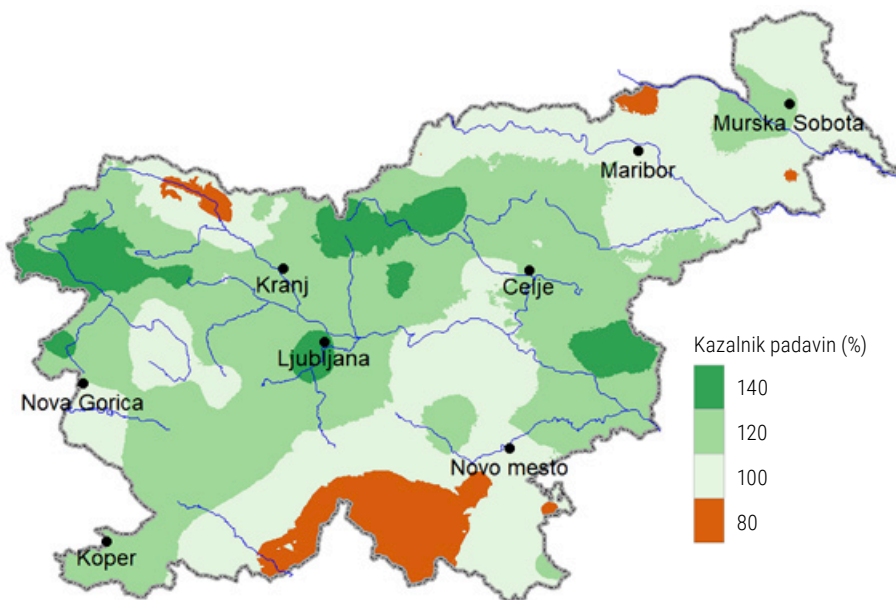 Murska Sobota
Maribor
Kranj
Celje
Ljubljana
Nova Gorica
Novo mesto
Koper
Kazalnik padavin (%)
140
120
100
80